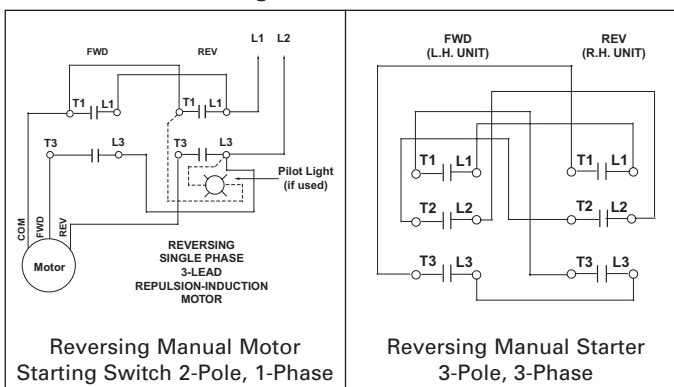 FWD
REV
L1
L2
T1
L1
T1
L1
T3
L3
T3
L3
Pilot Light
(if used)
COM
FWD
REV
Motor
REVERSING
SINGLE PHASE
3-LEAD
REPULSION-INDUCTION
MOTOR
Reversing Manual Motor
Starting Switch 2-Pole, 1-Phase
FWD
(L.H. UNIT)
REV
(R.H. UNIT)
T1
L1
T1
L1
T2
L2
T2
L2
T3
L3
T3
L3
Reversing Manual Starter
3-Pole, 3-Phase